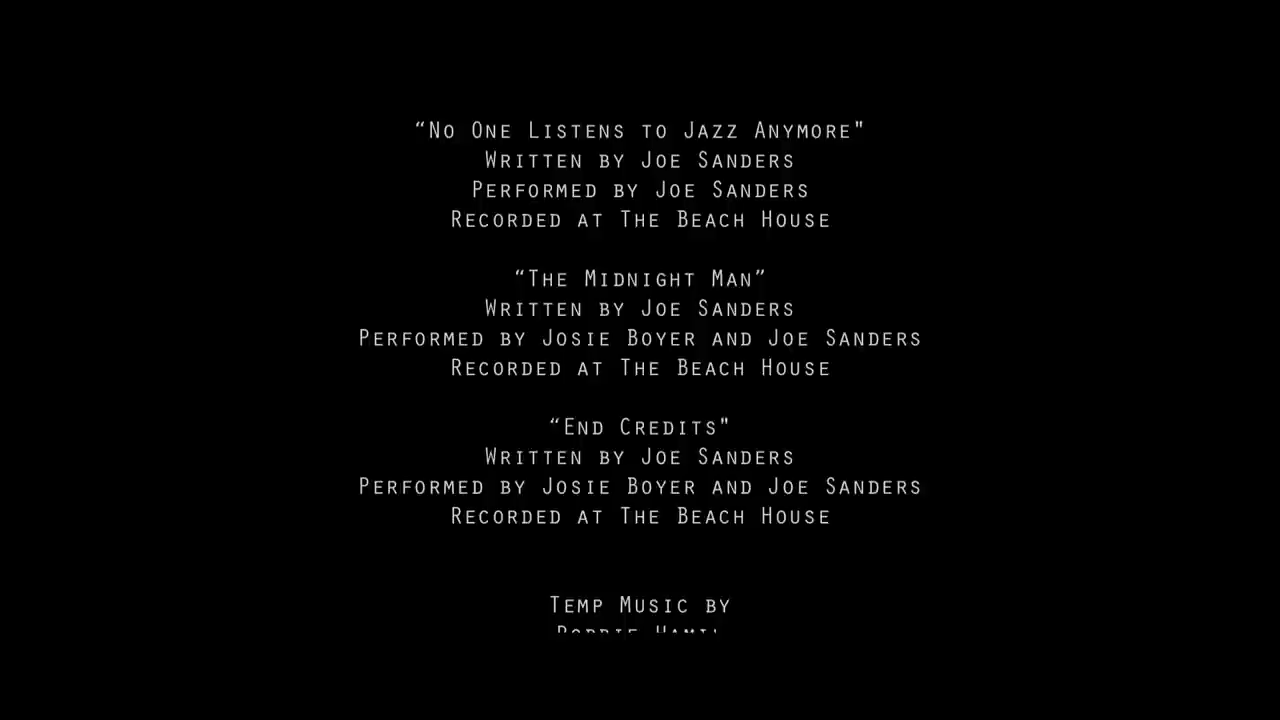 “No One Listens to Jazz Anymore"
Written by Joe Sanders
Performed by Joe Sanders
Recorded at The Beach House
“The Midnight Man”
Written by Joe Sanders
Performed by Josie Boyer and Joe Sanders
Recorded at The Beach House
“End Credits"
Written by Joe Sanders
Performed by Josie Boyer and Joe Sanders
Recorded at The Beach House
Temp Music by